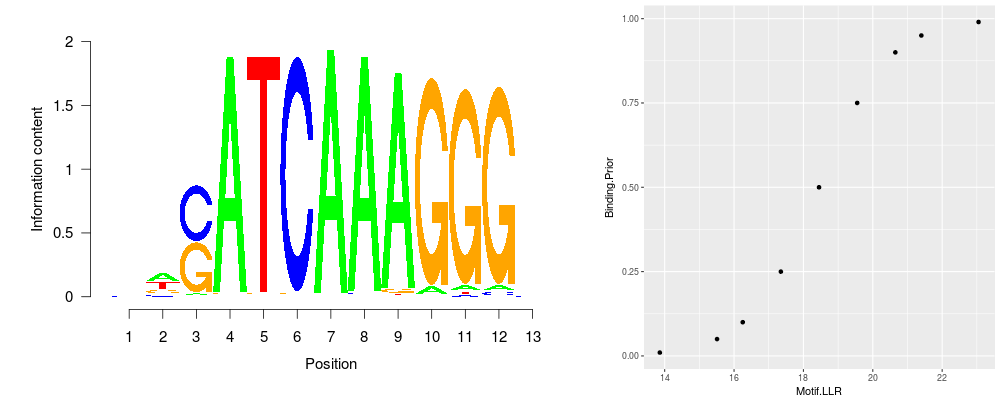 Information content
2
1.5
1
0.5
0
A
T
C
G
A
T
C
A
A
A
G
G
G
1 2 3 4 5 6 7 8 9 10 11 12 13
Position
Binding.Prior
1.00
0.75
0.50
0.25
0.00
14 16 18 20 22
Motif.LLR